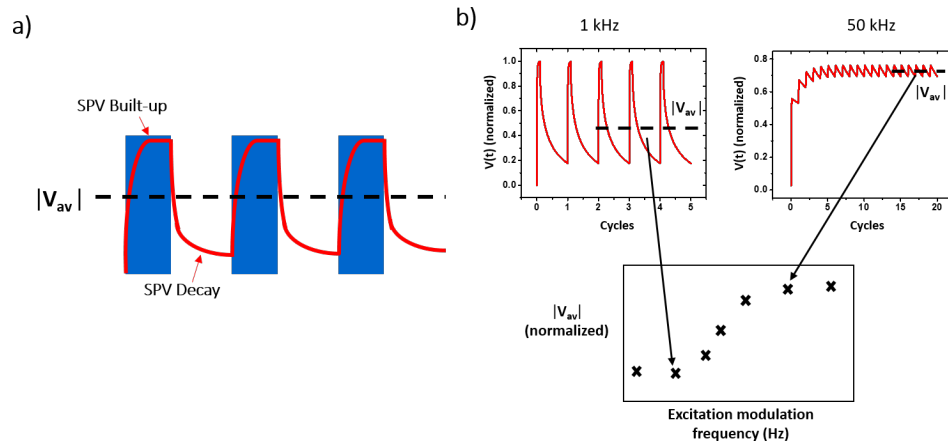 a)
SPV Built-up
|Vav|
SPV Decay
b)
1 kHz
V(t) (normalized)
1.0
0.8
0.6
0.4
0.2
0.0
|Vav|
0 1 2 3 4 5
Cycles
50 kHz
V(t) (normalized)
0.8
0.6
0.4
0.2
0.0
|Vav|
0 5 10 15 20
Cycles
|Vav|
(normalized)
Excitation modulation
frequency (Hz)